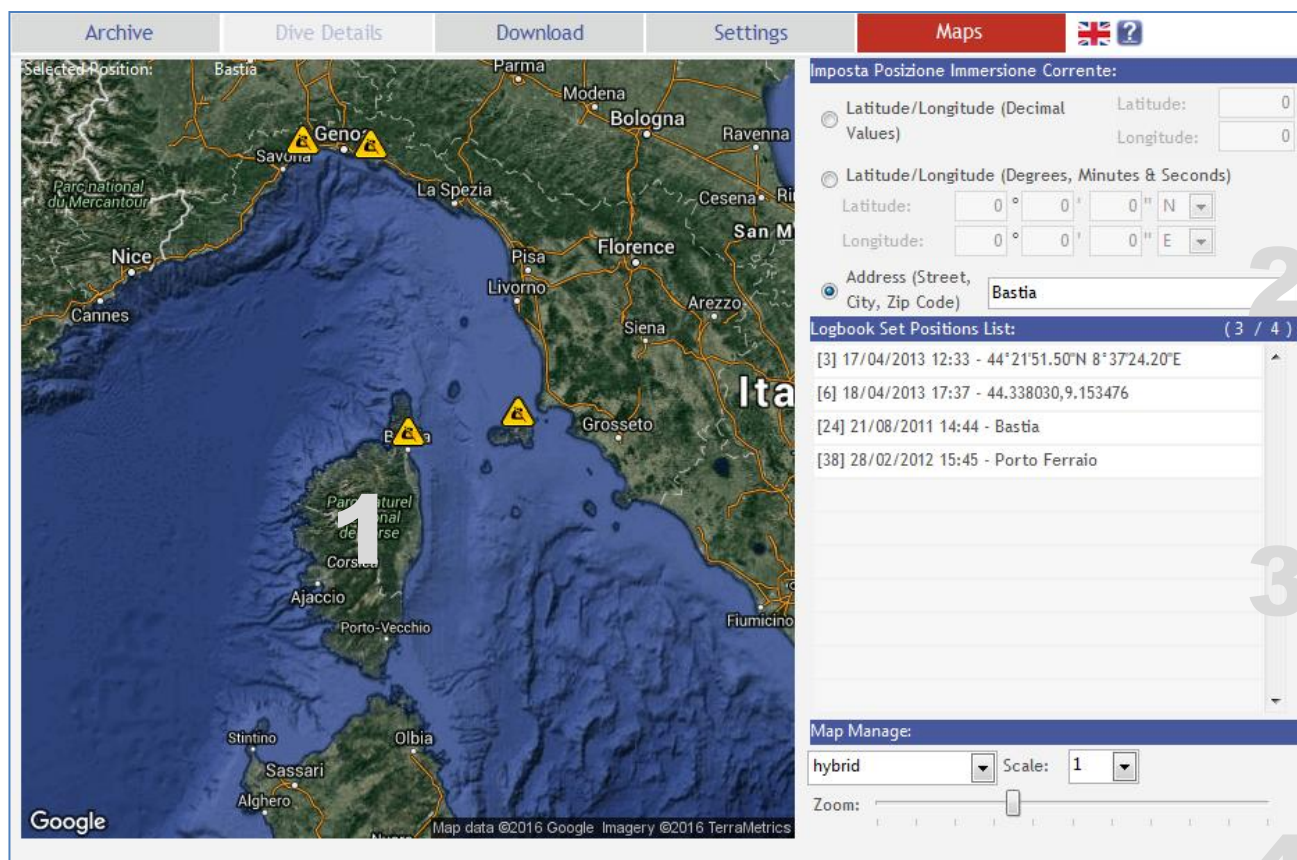 Archive Dive Details Download Settings Maps ?
Selected Position: Bastia
Parma
Modena
Bologna
Ravenna
Savona
La Spezia
Parc national
du Mercantour
Cesena
San M
Nice
Pisa
Florence
Livorno
Cannes
Arezzo
Siena
Ita
Grosseto
1
Ajaccio
Porto-Vecchio
Fiumicino
Stintino
Olbia
Sassari
Alghero
Google
Map data ©2016 Google Imagery ©2016 TerraMetrics
Imposta Posizione Immersione Corrente:
Latitude/Longitude (Decimal
Values)
Latitude: 0
Longitude: 0
Latitude/Longitude (Degrees, Minutes & Seconds)
Latitude: 0 ° 0 ' 0 " N
Longitude: 0 ° 0 ' 0 " E
2
Address (Street,
City, Zip Code)
Bastia
Logbook Set Positions List: ( 3 / 4 )
[3] 17/04/2013 12:33 - 44°21'51.50"N 8°37'24.20"E
[6] 18/04/2013 17:37 - 44.338030,9.153476
[24] 21/08/2011 14:44 - Bastia
[38] 28/02/2012 15:45 - Porto Ferraio
3
Map Manage:
hybrid Scale: 1
Zoom:
4